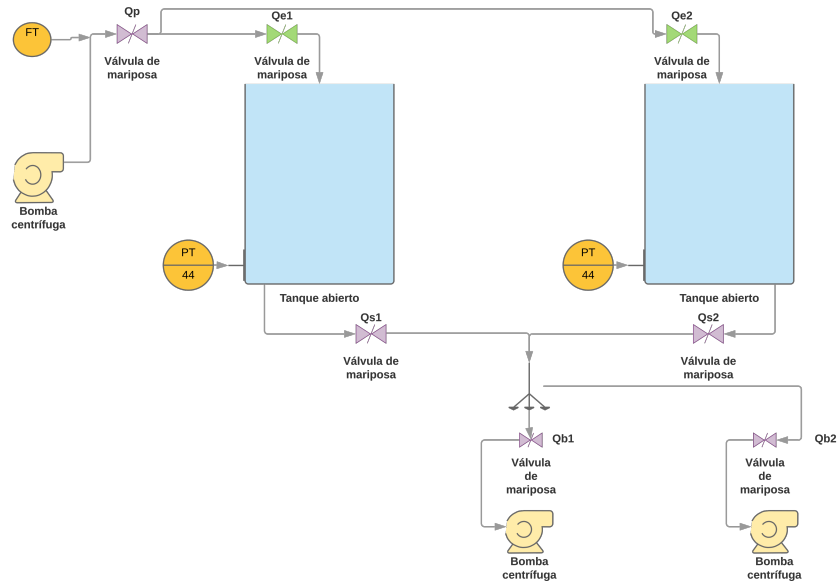 Qp
Qe1
Qe2
FT
Válvula de
mariposa
Válvula de
mariposa
Válvula de
mariposa
Bomba
centrífuga
PT
44
PT
44
Tanque abierto
Tanque abierto
Qs1
Qs2
Válvula de
mariposa
Válvula de
mariposa
Qb1
Qb2
Válvula
de
mariposa
Válvula
de
mariposa
Bomba
centrífuga
Bomba
centrífuga